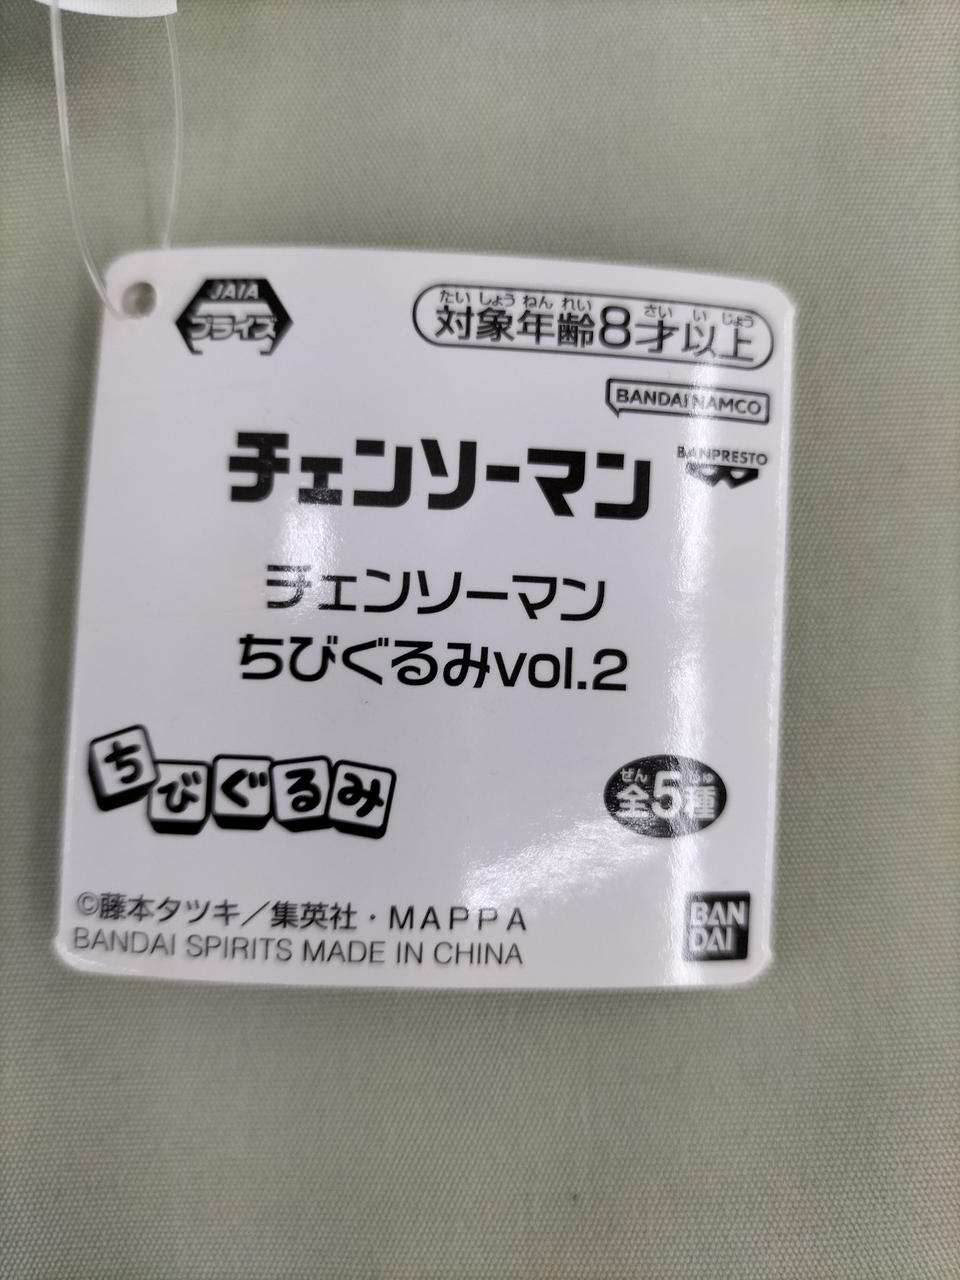 JAIA
プライズ
たいしょうねんれい さい いじょう
対象年齢8才以上
BANDAI NAMCO
BANPRESTO
チェンソーマン
チェンソーマン
ちびぐるみvol.2
ちびぐるみ
ぜん しゅ
全5種
©藤本タツキ／集英社・MAPPA
BANDAI SPIRITS MADE IN CHINA
BAN
DAI